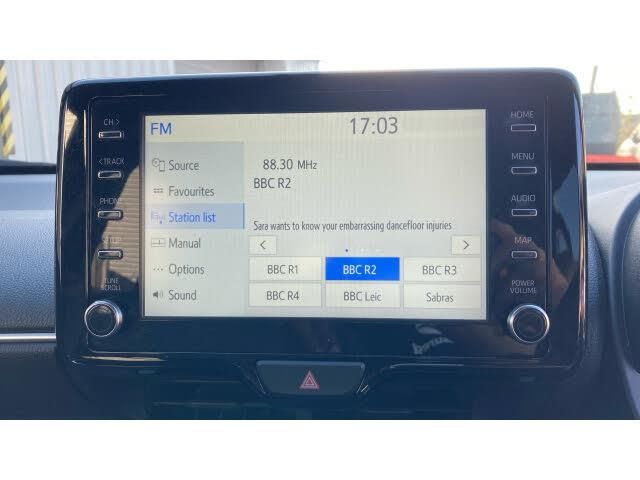 CH >
FM
17:03
HOME
< TRACK
Source
88.30 MHz
MENU
Favourites
BBC R2
PHONE
Station list
AUDIO
Sara wants to know your embarrassing dancefloor injuries
SETUP
Manual
< >
MAP
Options
BBC R1 BBC R2 BBC R3
TUNE
SCROLL
Sound
BBC R4 BBC Leic Sabras
POWER
VOLUME